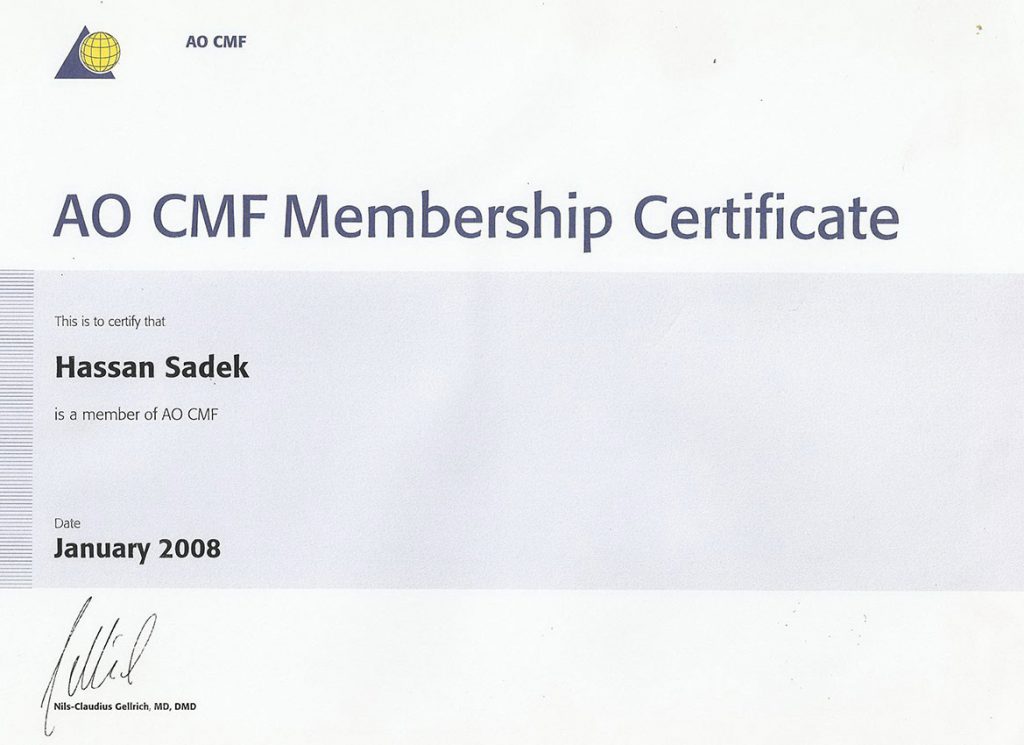 AO CMF
AO CMF Membership Certificate
This is to certify that
Hassan Sadek
is a member of AO CMF
Date
January 2008
Nils-Claudius Gellrich, MD, DMD